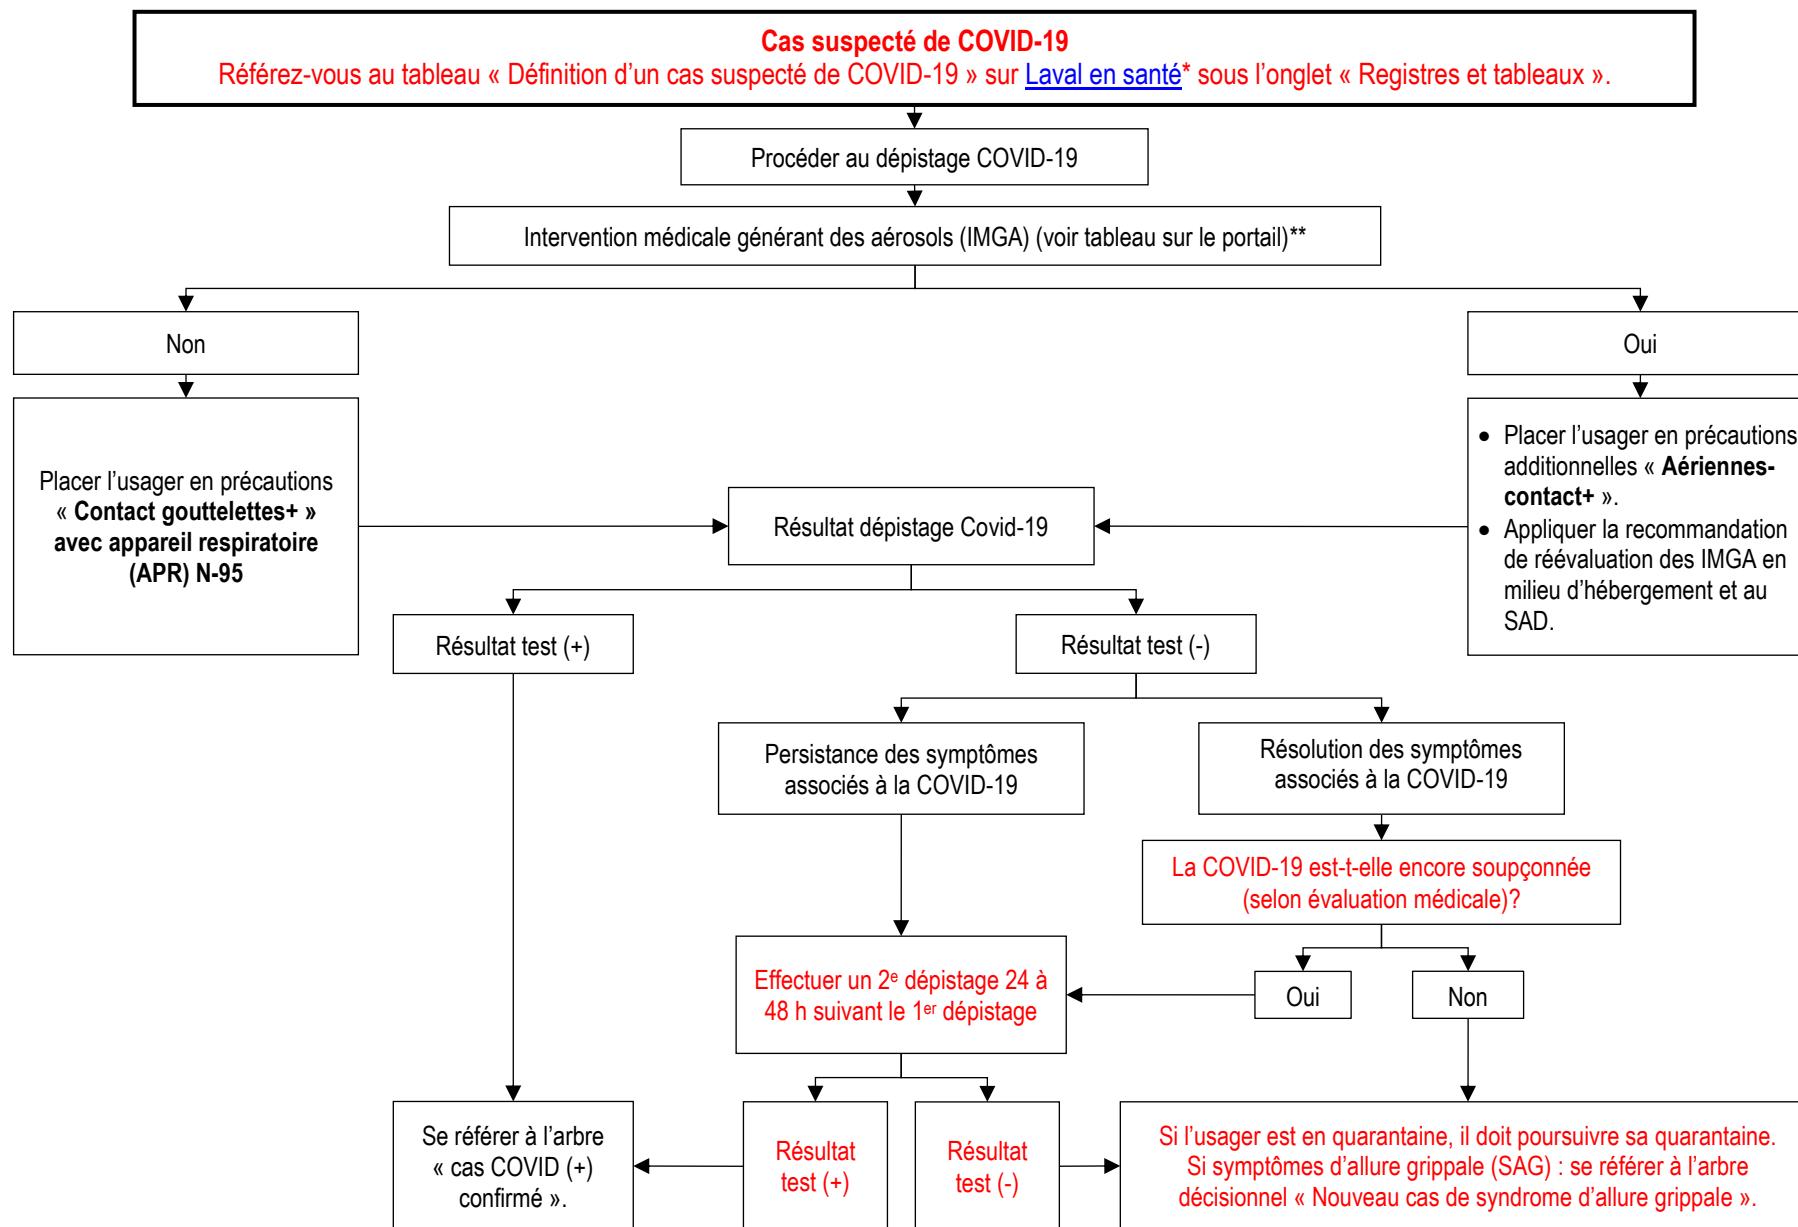 Cas suspecté de COVID-19
Référez-vous au tableau « Définition d'un cas suspecté de COVID-19 » sur Laval en santé* sous l'onglet « Registres et tableaux ».
Procéder au dépistage COVID-19
Intervention médicale générant des aérosols (IMGA) (voir tableau sur le portail)**
Non
Oui
Placer l'usager en précautions
« Contact gouttelettes+ »
avec appareil respiratoire
(APR) N-95
Résultat dépistage Covid-19
• Placer l'usager en précautions
additionnelles « Aériennes-
contact+ ».
• Appliquer la recommandation
de réévaluation des IMGA en
milieu d'hébergement et au
SAD.
Résultat test (+)
Résultat test (-)
Persistance des symptômes
associés à la COVID-19
Résolution des symptômes
associés à la COVID-19
La COVID-19 est-t-elle encore soupçonnée
(selon évaluation médicale)?
Effectuer un 2e dépistage 24 à
48 h suivant le 1er dépistage
Oui
Non
Se référer à l'arbre
« cas COVID (+)
confirmé ».
Résultat
test (+)
Résultat
test (-)
Si l'usager est en quarantaine, il doit poursuivre sa quarantaine.
Si symptômes d'allure grippale (SAG) : se référer à l'arbre
décisionnel « Nouveau cas de syndrome d'allure grippale ».